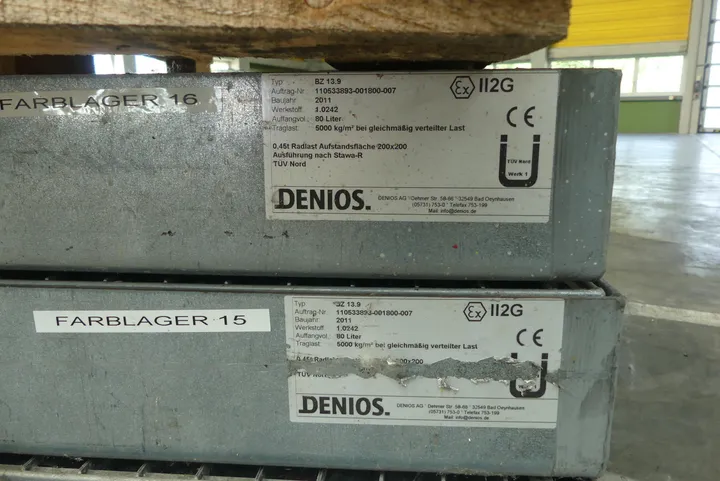 FARBLAGER 16
Typ BZ 13.9
Auftrag-Nr 110533893-001800-007
Baujahr 2011
Werkstoff 1.0242
Auffangvol.: 80 Liter
Traglast: 5000 kg/m² bei gleichmäßig verteilter Last
0,45t Radlast Aufstandsfläche 200x200
Ausführung nach Stawa-R
TÜV Nord
Ex II2G
CE
TÜV Nord
Werk 1
DENIOS.
DENIOS AG ' Dehmer Str. 58-66 ' 32549 Bad Oeynhausen
(05731) 753-0 ' Telefax 753-199
Mail: info@denios.de
FARBLAGER 15
Typ BZ 13.9
Auftrag-Nr 110533893-001800-007
Baujahr 2011
Werkstoff 1.0242
Auffangvol.: 80 Liter
Traglast: 5000 kg/m² bei gleichmäßig verteilter Last
0,45t 200x200
TÜV
Ex II2G
CE
DENIOS.
DENIOS AG ' Dehmer Str. 58-66 ' 32549 Bad Oeynhausen
(05731) 753-0 ' Telefax 753-199
Mail: info@denios.de